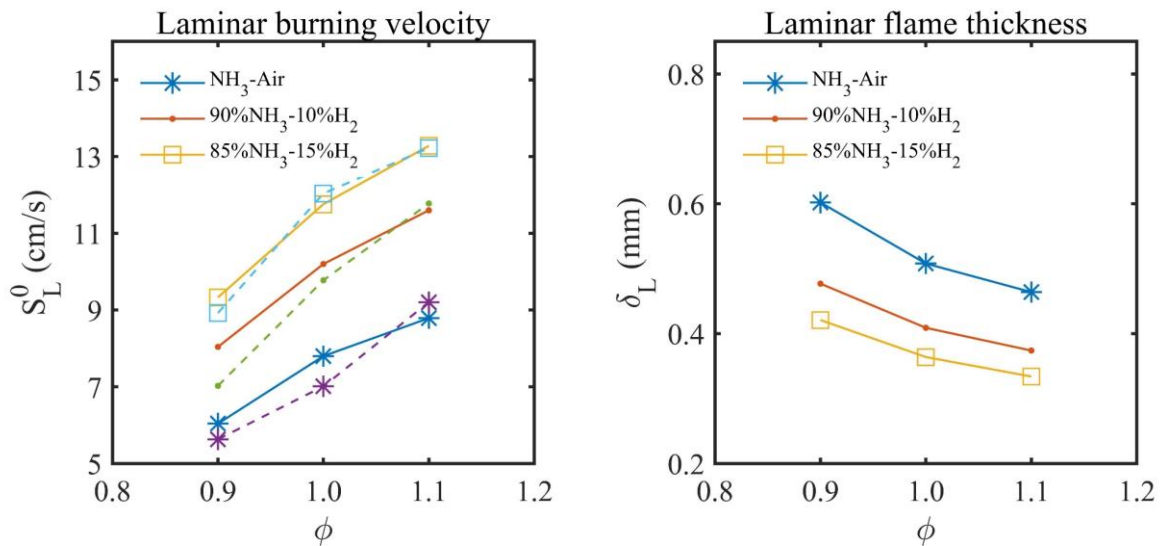 Laminar burning velocity
15
13
11
9
7
5
S_L^0 (cm/s)
NH₃-Air
90%NH₃-10%H₂
85%NH₃-15%H₂
0.8 0.9 1.0 1.1 1.2
ϕ
Laminar flame thickness
0.8
0.6
0.4
0.2
δ_L (mm)
NH₃-Air
90%NH₃-10%H₂
85%NH₃-15%H₂
0.8 0.9 1.0 1.1 1.2
ϕ